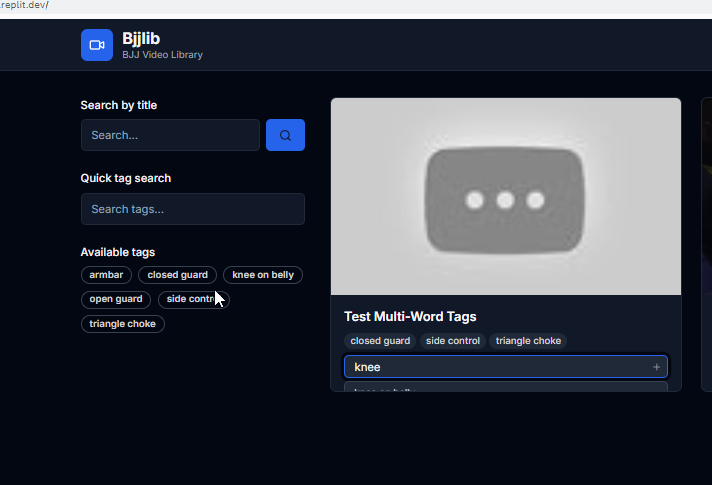 .replit.dev/
Bjjlib
BJJ Video Library
Search by title
Search...
Quick tag search
Search tags...
Available tags
armbar closed guard knee on belly
open guard side contr
triangle choke
Test Multi-Word Tags
closed guard side control triangle choke
knee +